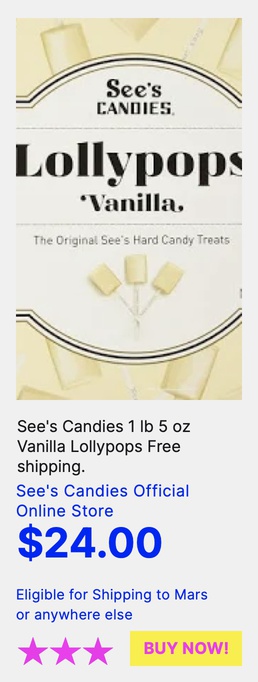 See's
CANDIES.
Lollypops
Vanilla.
The Original See's Hard Candy Treats
See's Candies 1 lb 5 oz
Vanilla Lollypops Free
shipping.
See's Candies Official
Online Store
$24.00
Eligible for Shipping to Mars
or anywhere else
BUY NOW!